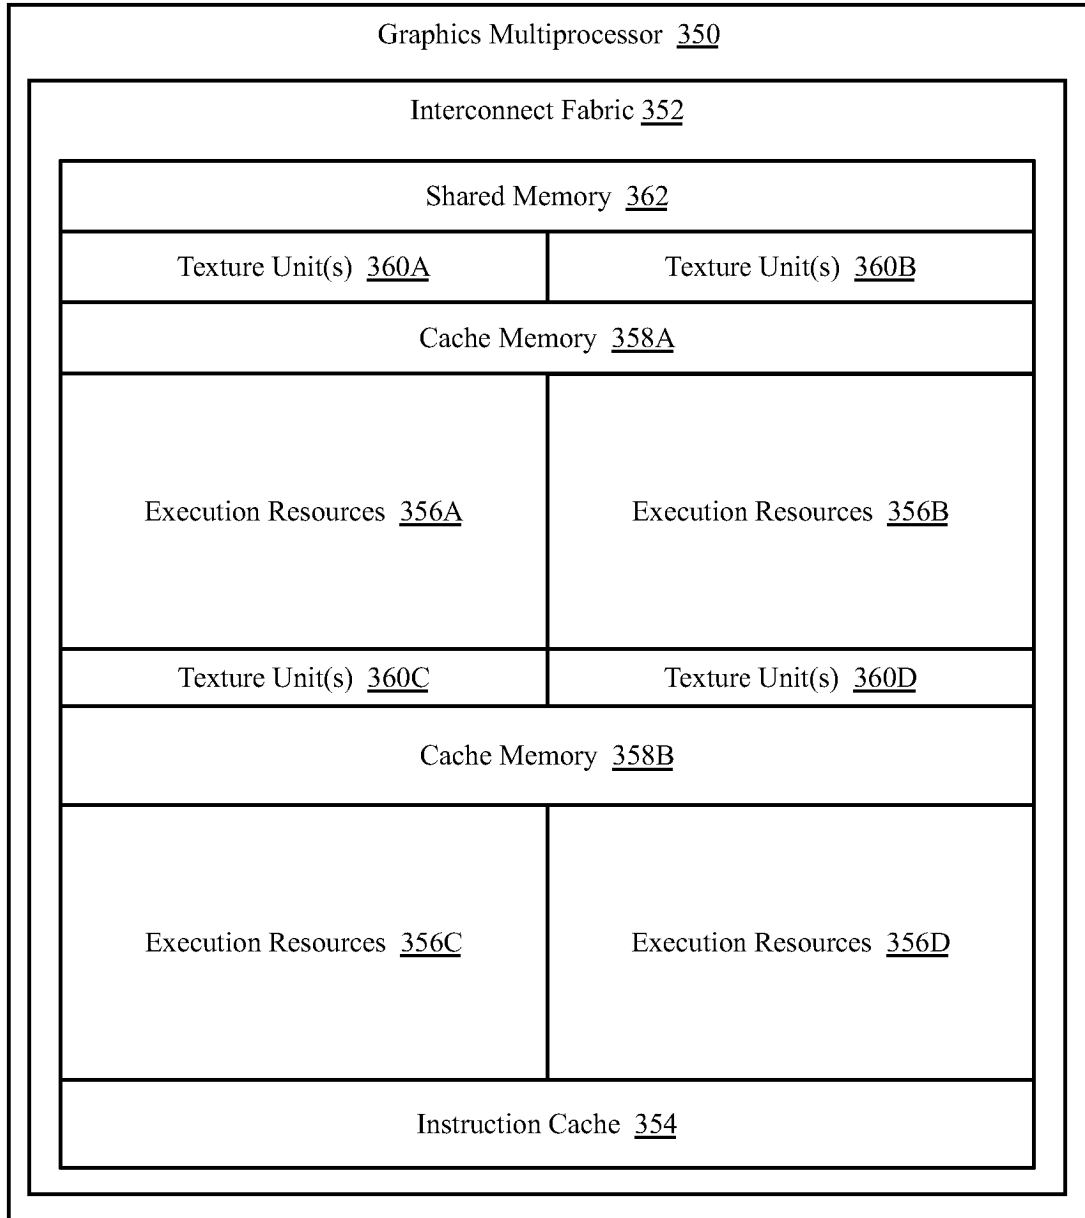 Graphics Multiprocessor 350
Interconnect Fabric 352
Shared Memory 362
Texture Unit(s) 360A
Texture Unit(s) 360B
Cache Memory 358A
Execution Resources 356A
Execution Resources 356B
Texture Unit(s) 360C
Texture Unit(s) 360D
Cache Memory 358B
Execution Resources 356C
Execution Resources 356D
Instruction Cache 354